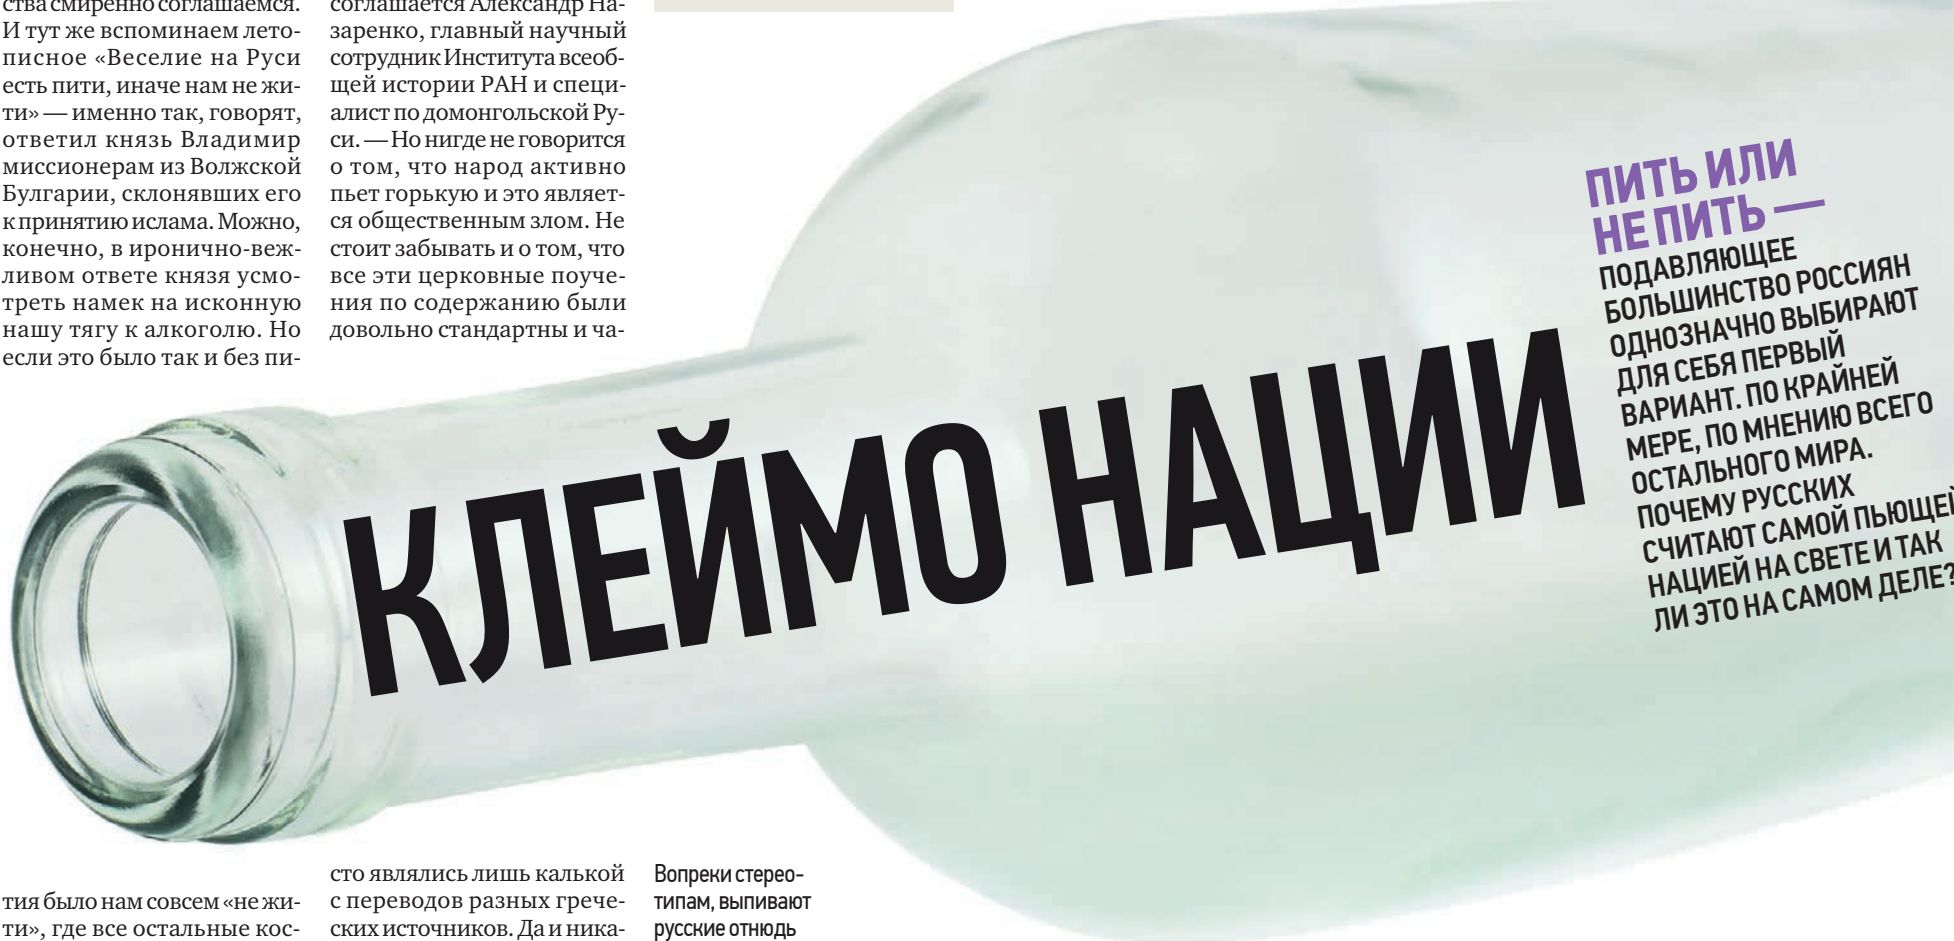 ства смиренно соглашаемся.
И тут же вспоминаем лето-
писное «Веселие на Руси
есть пити, иначе нам не жи-
ти» — именно так, говорят,
ответил князь Владимир
миссионерам из Волжской
Булгарии, склонявших его
к принятию ислама. Можно,
конечно, в иронично-веж-
ливом ответе князя усмо-
треть намек на исконную
нашу тягу к алкоголю. Но
если это было так и без пи-
тия было нам совсем «не жи-
ти», где все остальные кос-
соглашается Александр На-
заренко, главный научный
сотрудник Института всеоб-
щей истории РАН и специ-
алист по домонгольской Ру-
си. — Но нигде не говорится
о том, что народ активно
пьет горькую и это являет-
ся общественным злом. Не
стоит забывать и о том, что
все эти церковные поуче-
ния по содержанию были
довольно стандартны и ча-
сто являлись лишь калькой
с переводов разных грече-
ских источников. Да и ника-
Вопреки стерео-
типам, выпивают
русские отнюдь
КЛЕЙМО НАЦИИ
ПИТЬ ИЛИ
НЕ ПИТЬ —
ПОДАВЛЯЮЩЕЕ
БОЛЬШИНСТВО РОССИЯН
ОДНОЗНАЧНО ВЫБИРАЮТ
ДЛЯ СЕБЯ ПЕРВЫЙ
ВАРИАНТ. ПО КРАЙНЕЙ
МЕРЕ, ПО МНЕНИЮ ВСЕГО
ОСТАЛЬНОГО МИРА.
ПОЧЕМУ РУССКИХ
СЧИТАЮТ САМОЙ ПЬЮЩЕЙ
НАЦИЕЙ НА СВЕТЕ И ТАК
ЛИ ЭТО НА САМОМ ДЕЛЕ?